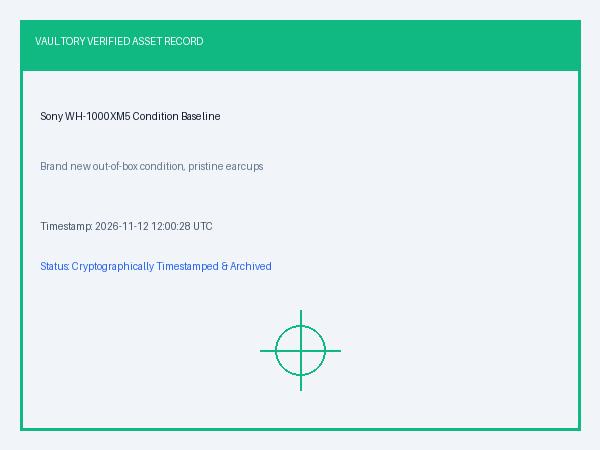 VAULTORY VERIFIED ASSET RECORD
Sony WH-1000XM5 Condition Baseline
Brand new out-of-box condition, pristine earcups
Timestamp: 2026-11-12 12:00:28 UTC
Status: Cryptographically Timestamped & Archived